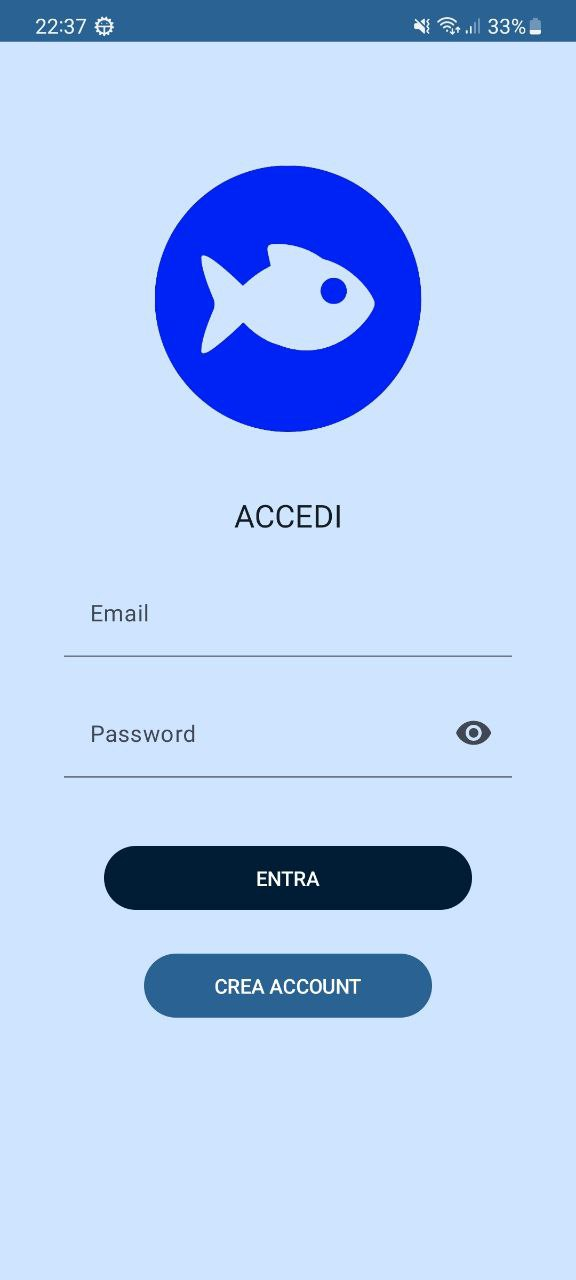 22:37
33%
ACCEDI
Email
Password
ENTRA
CREA ACCOUNT